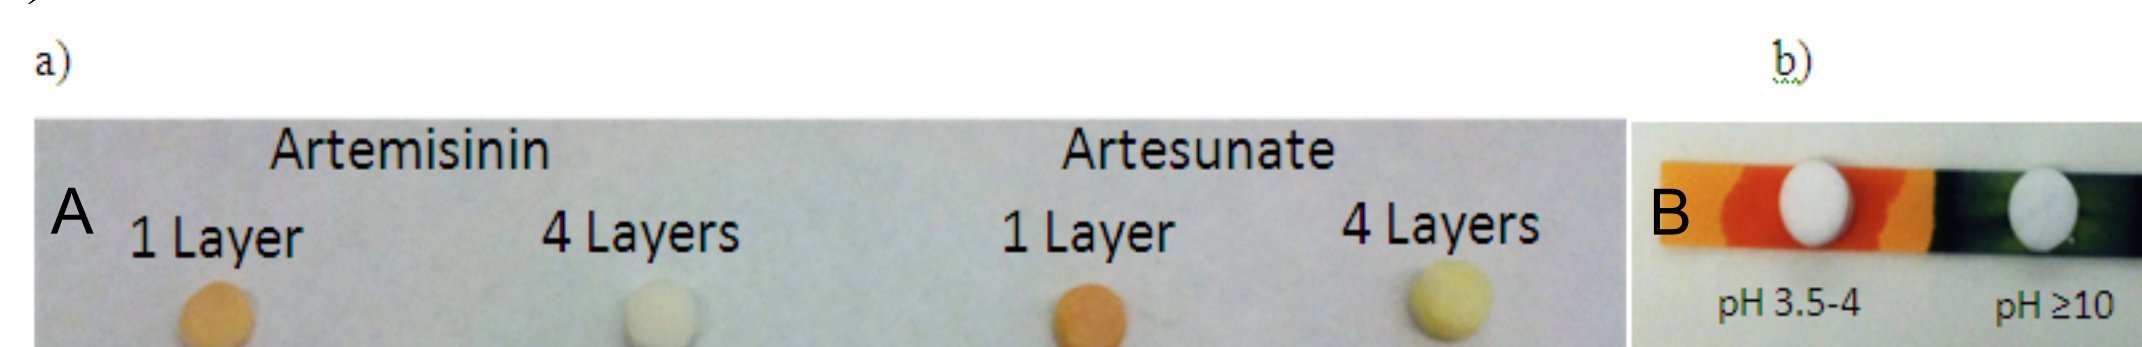 a)
b)
Artemisinin
Artesunate
A
1 Layer
4 Layers
1 Layer
4 Layers
B
pH 3.5-4
pH ≥10